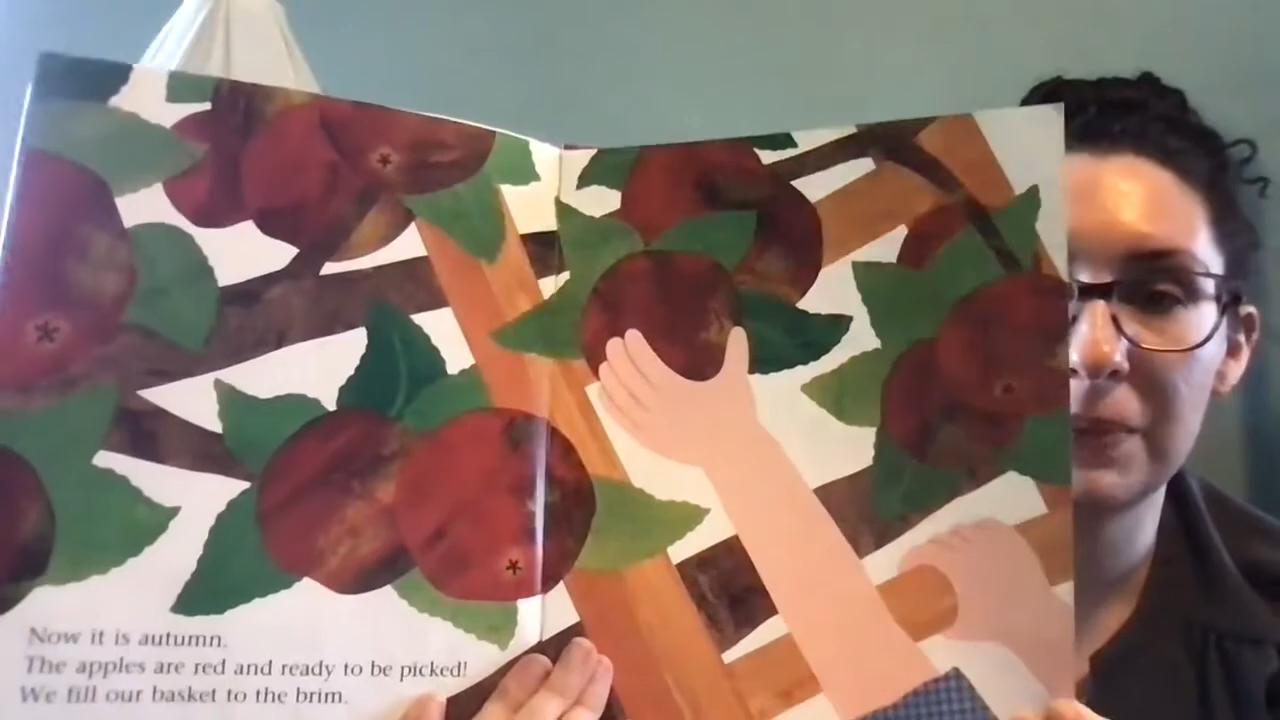 Now it is autumn.
The apples are red and ready to be picked!
We fill our basket to the brim.